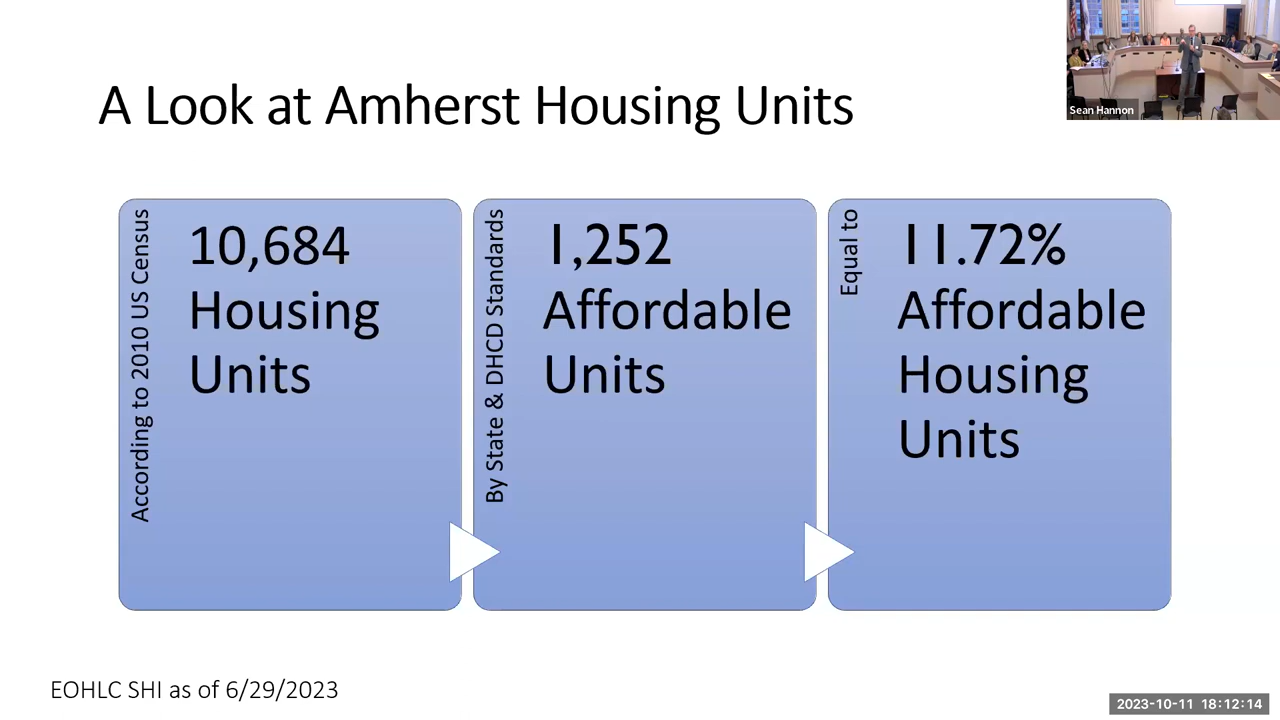 Sean Hannon
A Look at Amherst Housing Units
According to 2010 US Census
10,684
Housing
Units
By State & DHCD Standards
1,252
Affordable
Units
Equal to
11.72%
Affordable
Housing
Units
EOHLC SHI as of 6/29/2023
2023-10-11 18:12:14